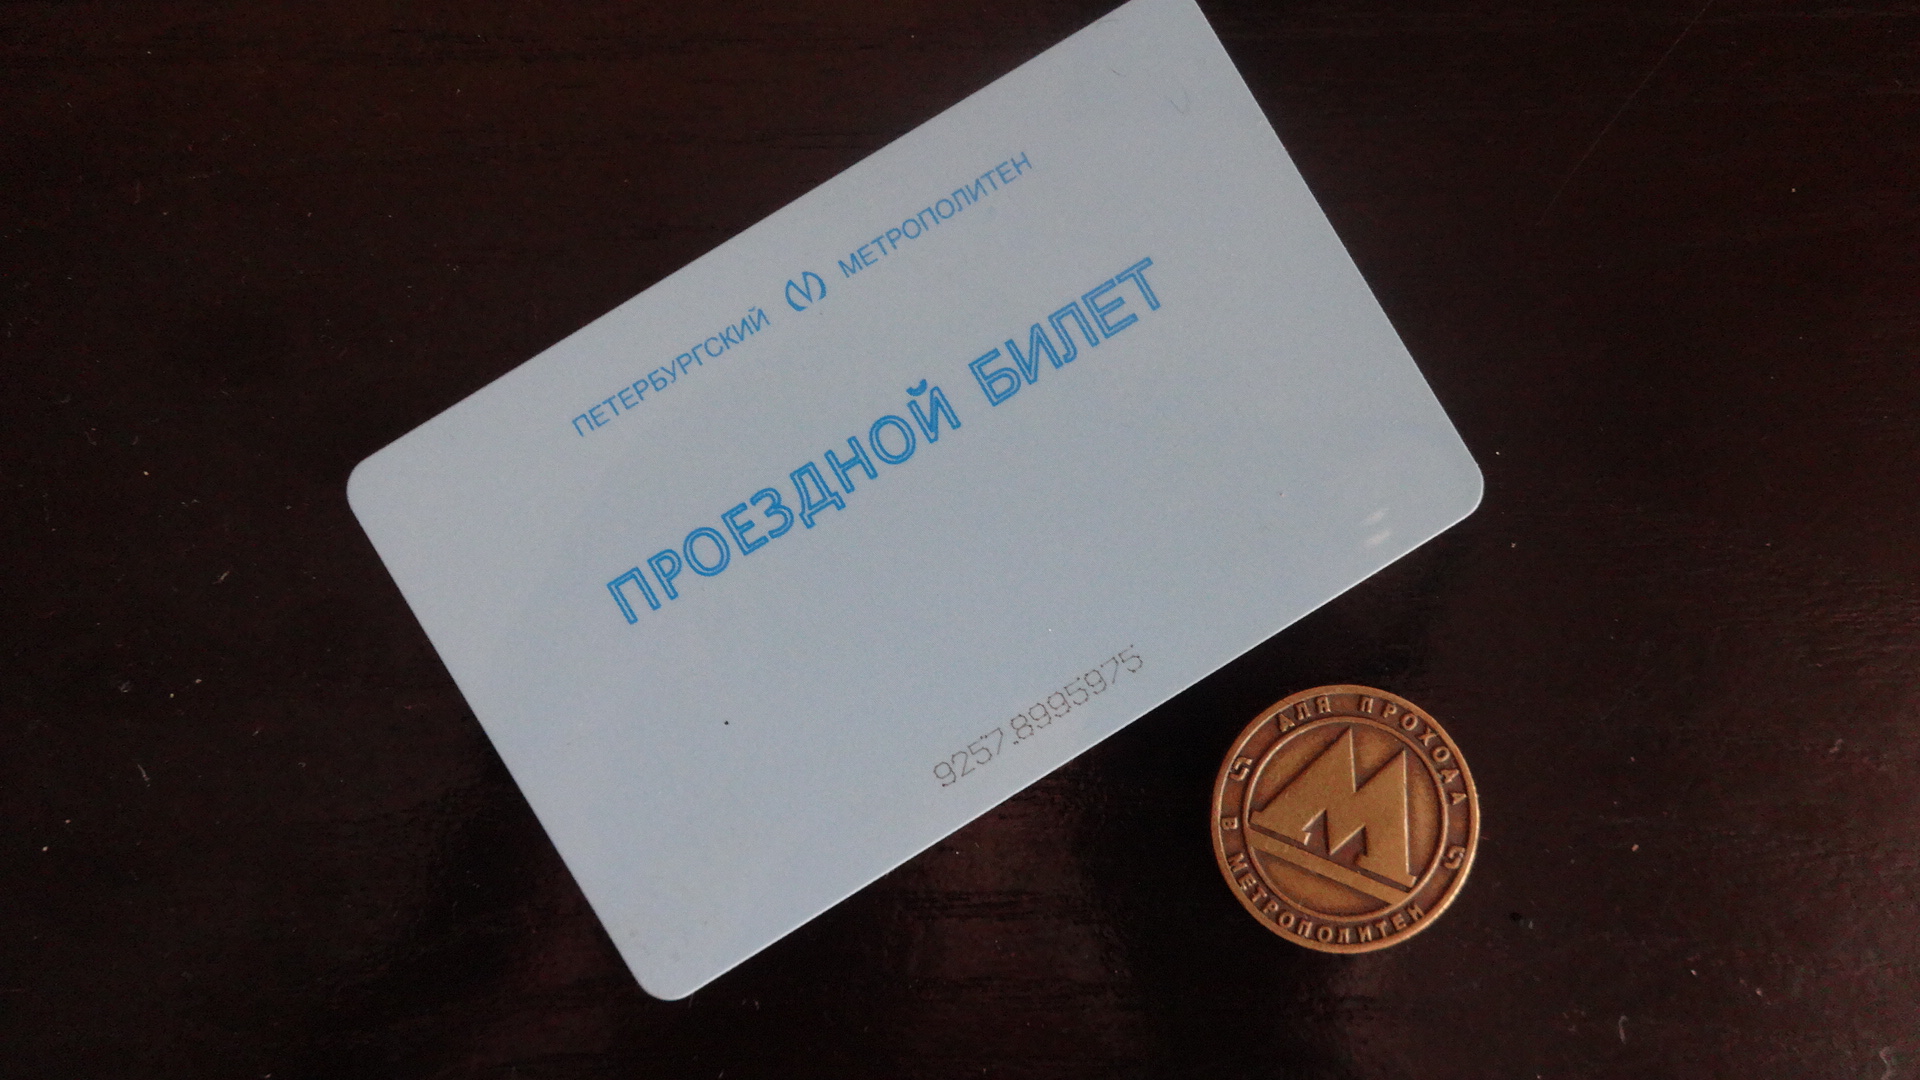 ПЕТЕРБУРГСКИЙ М МЕТРОПОЛИТЕН
ПРОЕЗДНОЙ БИЛЕТ
9257.8995975
ДЛЯ ПРОХОДА
М
В МЕТРОПОЛИТЕН